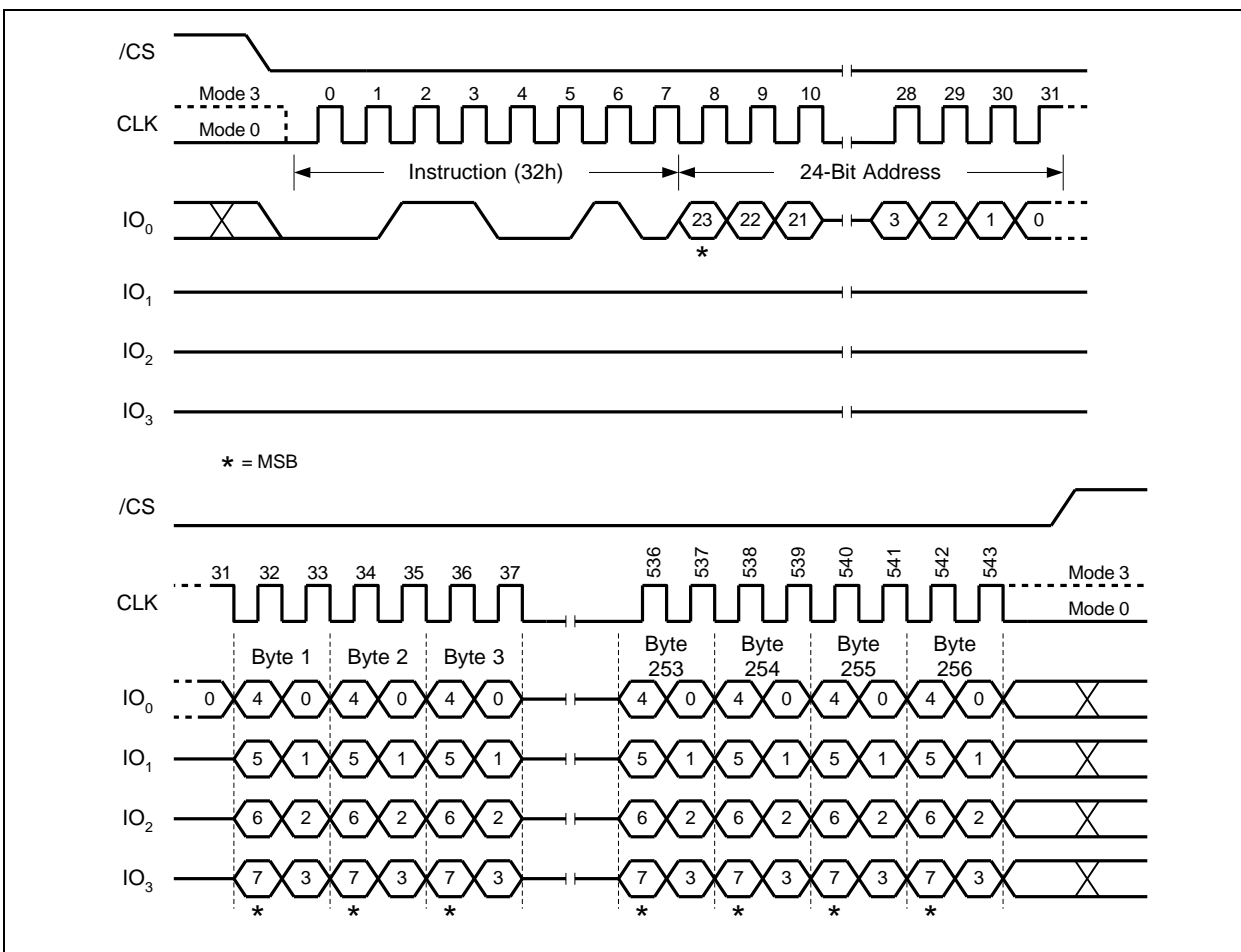 /CS
Mode 3 0 1 2 3 4 5 6 7 8 9 10 28 29 30 31
CLK
Mode 0
Instruction (32h) 24-Bit Address
IO0 23 22 21 3 2 1 0
*
IO1
IO2
IO3
* = MSB
/CS
31 32 33 34 35 36 37 536 537 538 539 540 541 542 543 Mode 3
CLK
Mode 0
Byte 1 Byte 2 Byte 3 Byte 253 Byte 254 Byte 255 Byte 256
IO0 0 4 0 4 0 4 0 4 0 4 0 4 0 4 0
IO1 5 1 5 1 5 1 5 1 5 1 5 1 5 1
IO2 6 2 6 2 6 2 6 2 6 2 6 2 6 2
IO3 7 3 7 3 7 3 7 3 7 3 7 3 7 3
* * * * * * *